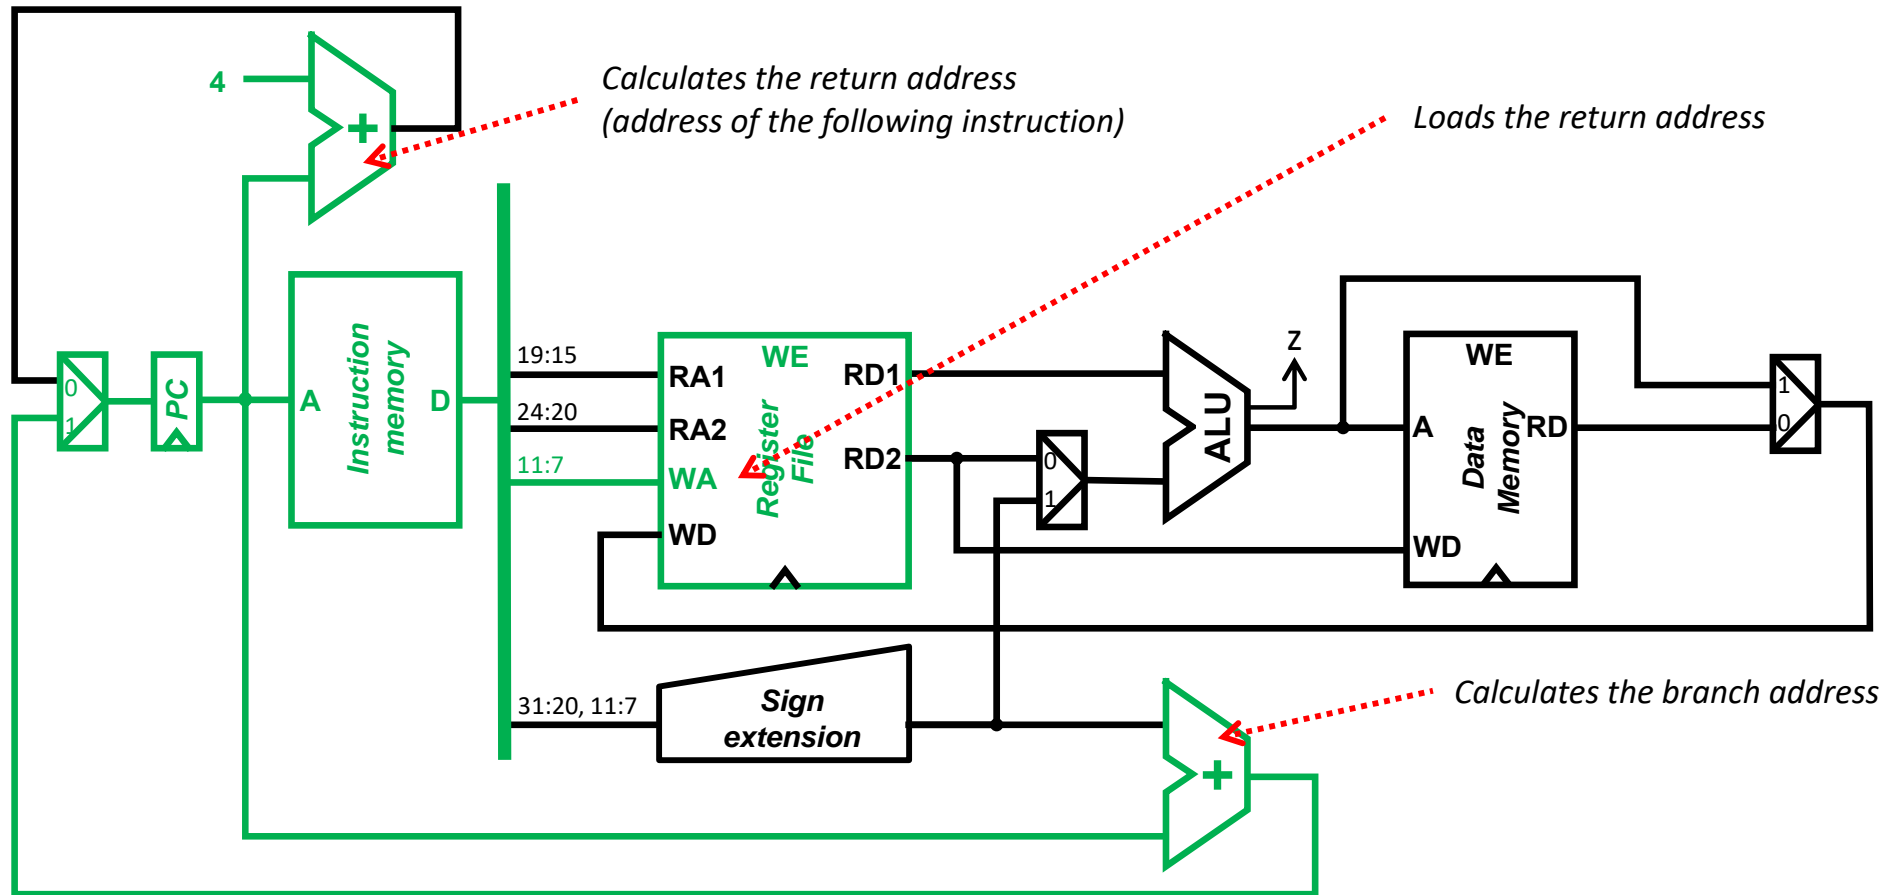 Calculates the return address
(address of the following instruction)
Loads the return address
4
+
0
1
PC
A
Instruction
memory
D
19:15
24:20
11:7
31:20, 11:7
RA1
RA2
WA
WD
WE
Register
File
RD1
RD2
0
1
ALU
Z
WE
A
Data
Memory
RD
WD
1
0
Sign
extension
+
Calculates the branch address